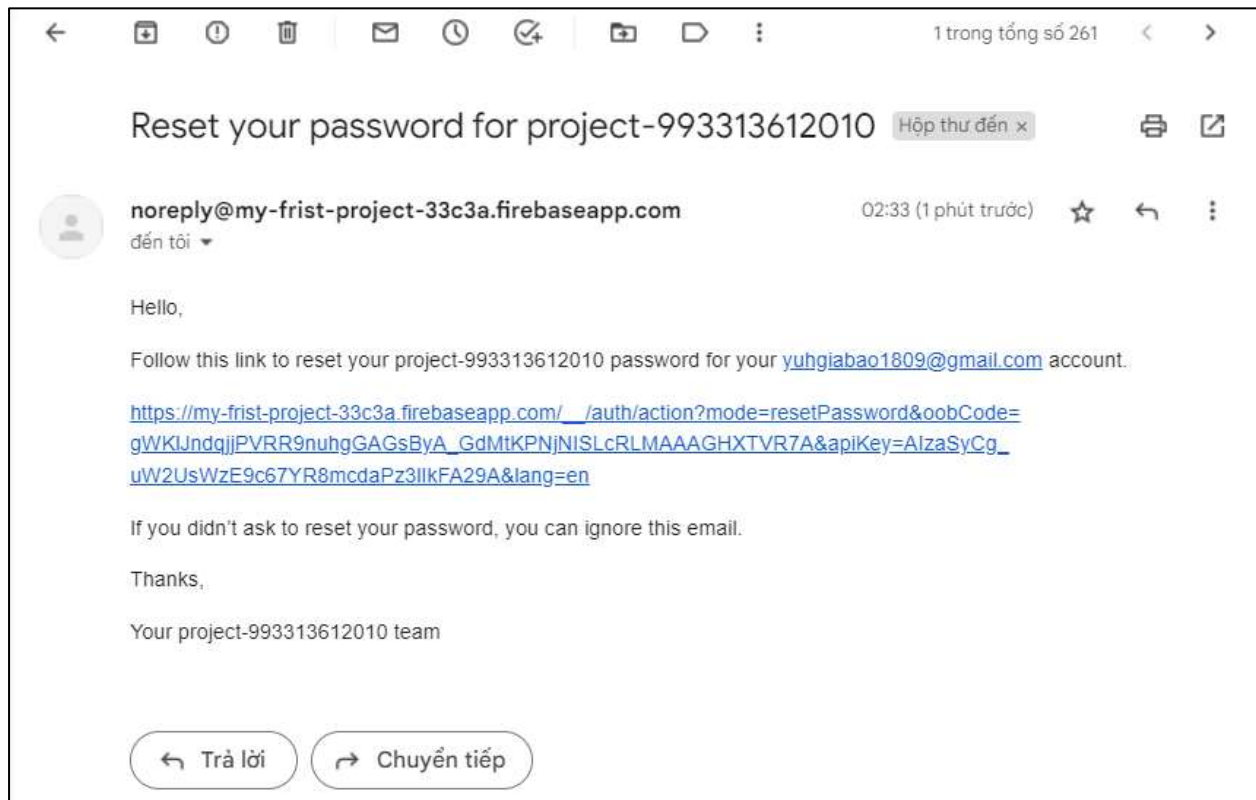 1 trong tổng số 261
Reset your password for project-993313612010 Hộp thư đến ×
noreply@my-frist-project-33c3a.firebaseapp.com 02:33 (1 phút trước)
đến tôi
Hello,
Follow this link to reset your project-993313612010 password for your yuhgiabao1809@gmail.com account.
https://my-frist-project-33c3a.firebaseapp.com/__/auth/action?mode=resetPassword&oobCode=
gWKlJndqjjPVRR9nuhgGAGsByA_GdMtKPNjNISLcRLMAAAGHXTVR7A&apiKey=AIzaSyCg_
uW2UsWzE9c67YR8mcdaPz3IlkFA29A&lang=en
If you didn't ask to reset your password, you can ignore this email.
Thanks,
Your project-993313612010 team
Trả lời
Chuyển tiếp